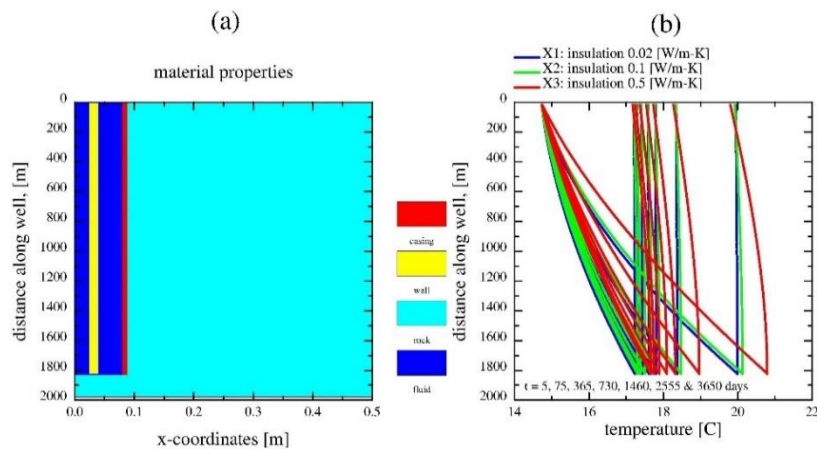 (a)
material properties
0
200
400
600
800
1000
1200
1400
1600
1800
2000
distance along well, [m]
0.0 0.1 0.2 0.3 0.4 0.5
x-coordinates [m]
casing
wall
rock
fluid
(b)
X1: insulation 0.02 [W/m-K]
X2: insulation 0.1 [W/m-K]
X3: insulation 0.5 [W/m-K]
0
200
400
600
800
1000
1200
1400
1600
1800
2000
distance along well, [m]
t = 5, 75, 365, 730, 1460, 2555 & 3650 days
14 16 18 20 22
temperature [C]